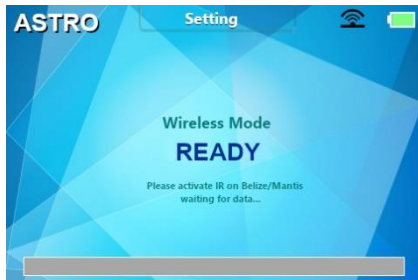 ASTRO
Setting
Wireless Mode
READY
Please activate IR on Belize/Mantis
waiting for data...